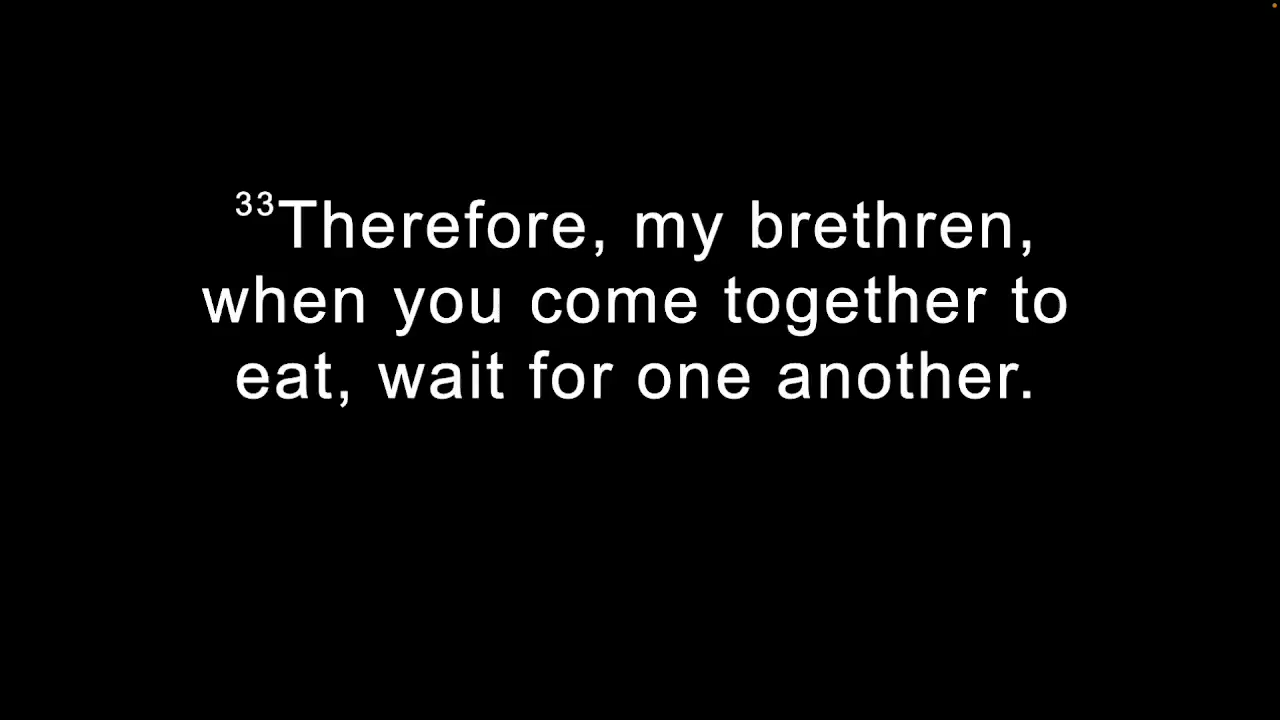 33Therefore, my brethren,
when you come together to
eat, wait for one another.